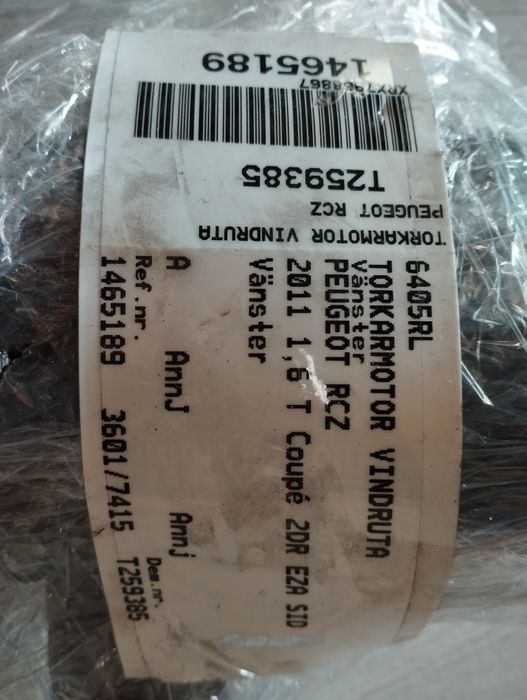 1465189
XRX7988867
T259385
PEUGEOT RCZ
TORKARMOTOR VINDRUTA
6405RL
TORKARMOTOR VINDRUTA
Vänster
PEUGEOT RCZ
2011 1,6 T Coupé 2DR EZA SID
Vänster
A AnnJ Annj
Ref.nr. Dem.nr.
1465189 3601/7415 T259385